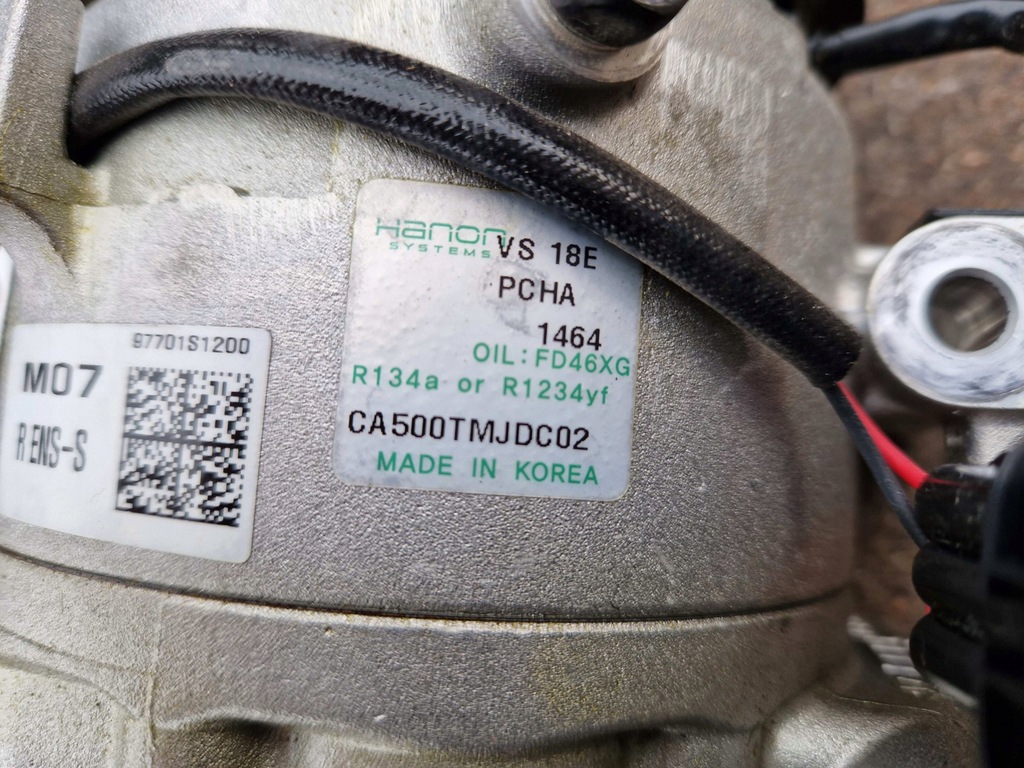 Hanon
SYSTEMS
VS 18E
PCHA
1464
OIL: FD46XG
R134a or R1234yf
CA500TMJDC02
MADE IN KOREA
97701S1200
M07
R ENS-S